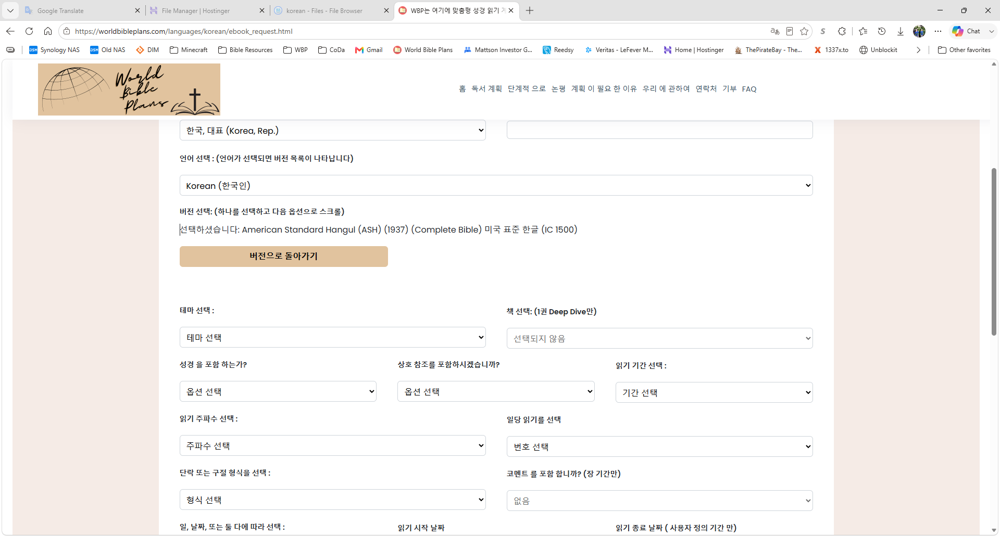 Google Translate
File Manager | Hostinger
korean - Files - File Browser
WBP는 여기에 맞춤형 성경 읽기
https://worldbibleplans.com/languages/korean/ebook_request.html
Chat
Synology NAS
Old NAS
DIM
Minecraft
Bible Resources
WBP
CoDa
Gmail
World Bible Plans
Mattson Investor G...
Reedsy
Veritas - LeFever M...
Home | Hostinger
ThePirateBay - The...
1337x.to
Unblockit
Other favorites
World
Bible
Plans
홈 독서 계획 단계적 으로 논평 계획 이 필요 한 이유 우리 에 관하여 연락처 기부 FAQ
한국, 대표 (Korea, Rep.)
언어 선택 : (언어가 선택되면 버전 목록이 나타납니다)
Korean (한국인)
버전 선택: (하나를 선택하고 다음 옵션으로 스크롤)
선택하셨습니다: American Standard Hangul (ASH) (1937) (Complete Bible) 미국 표준 한글 (IC 1500)
버전으로 돌아가기
테마 선택 :
책 선택: (1권 Deep Dive만)
테마 선택
선택되지 않음
성경 을 포함 하는가?
상호 참조를 포함하시겠습니까?
읽기 기간 선택 :
옵션 선택
옵션 선택
기간 선택
읽기 주파수 선택 :
일당 읽기를 선택
주파수 선택
번호 선택
단락 또는 구절 형식을 선택 :
코멘트 를 포함 합니까? (장 기간만)
형식 선택
없음
일, 날짜, 또는 둘 다에 따라 선택 :
읽기 시작 날짜
읽기 종료 날짜 ( 사용자 정의 기간 만)